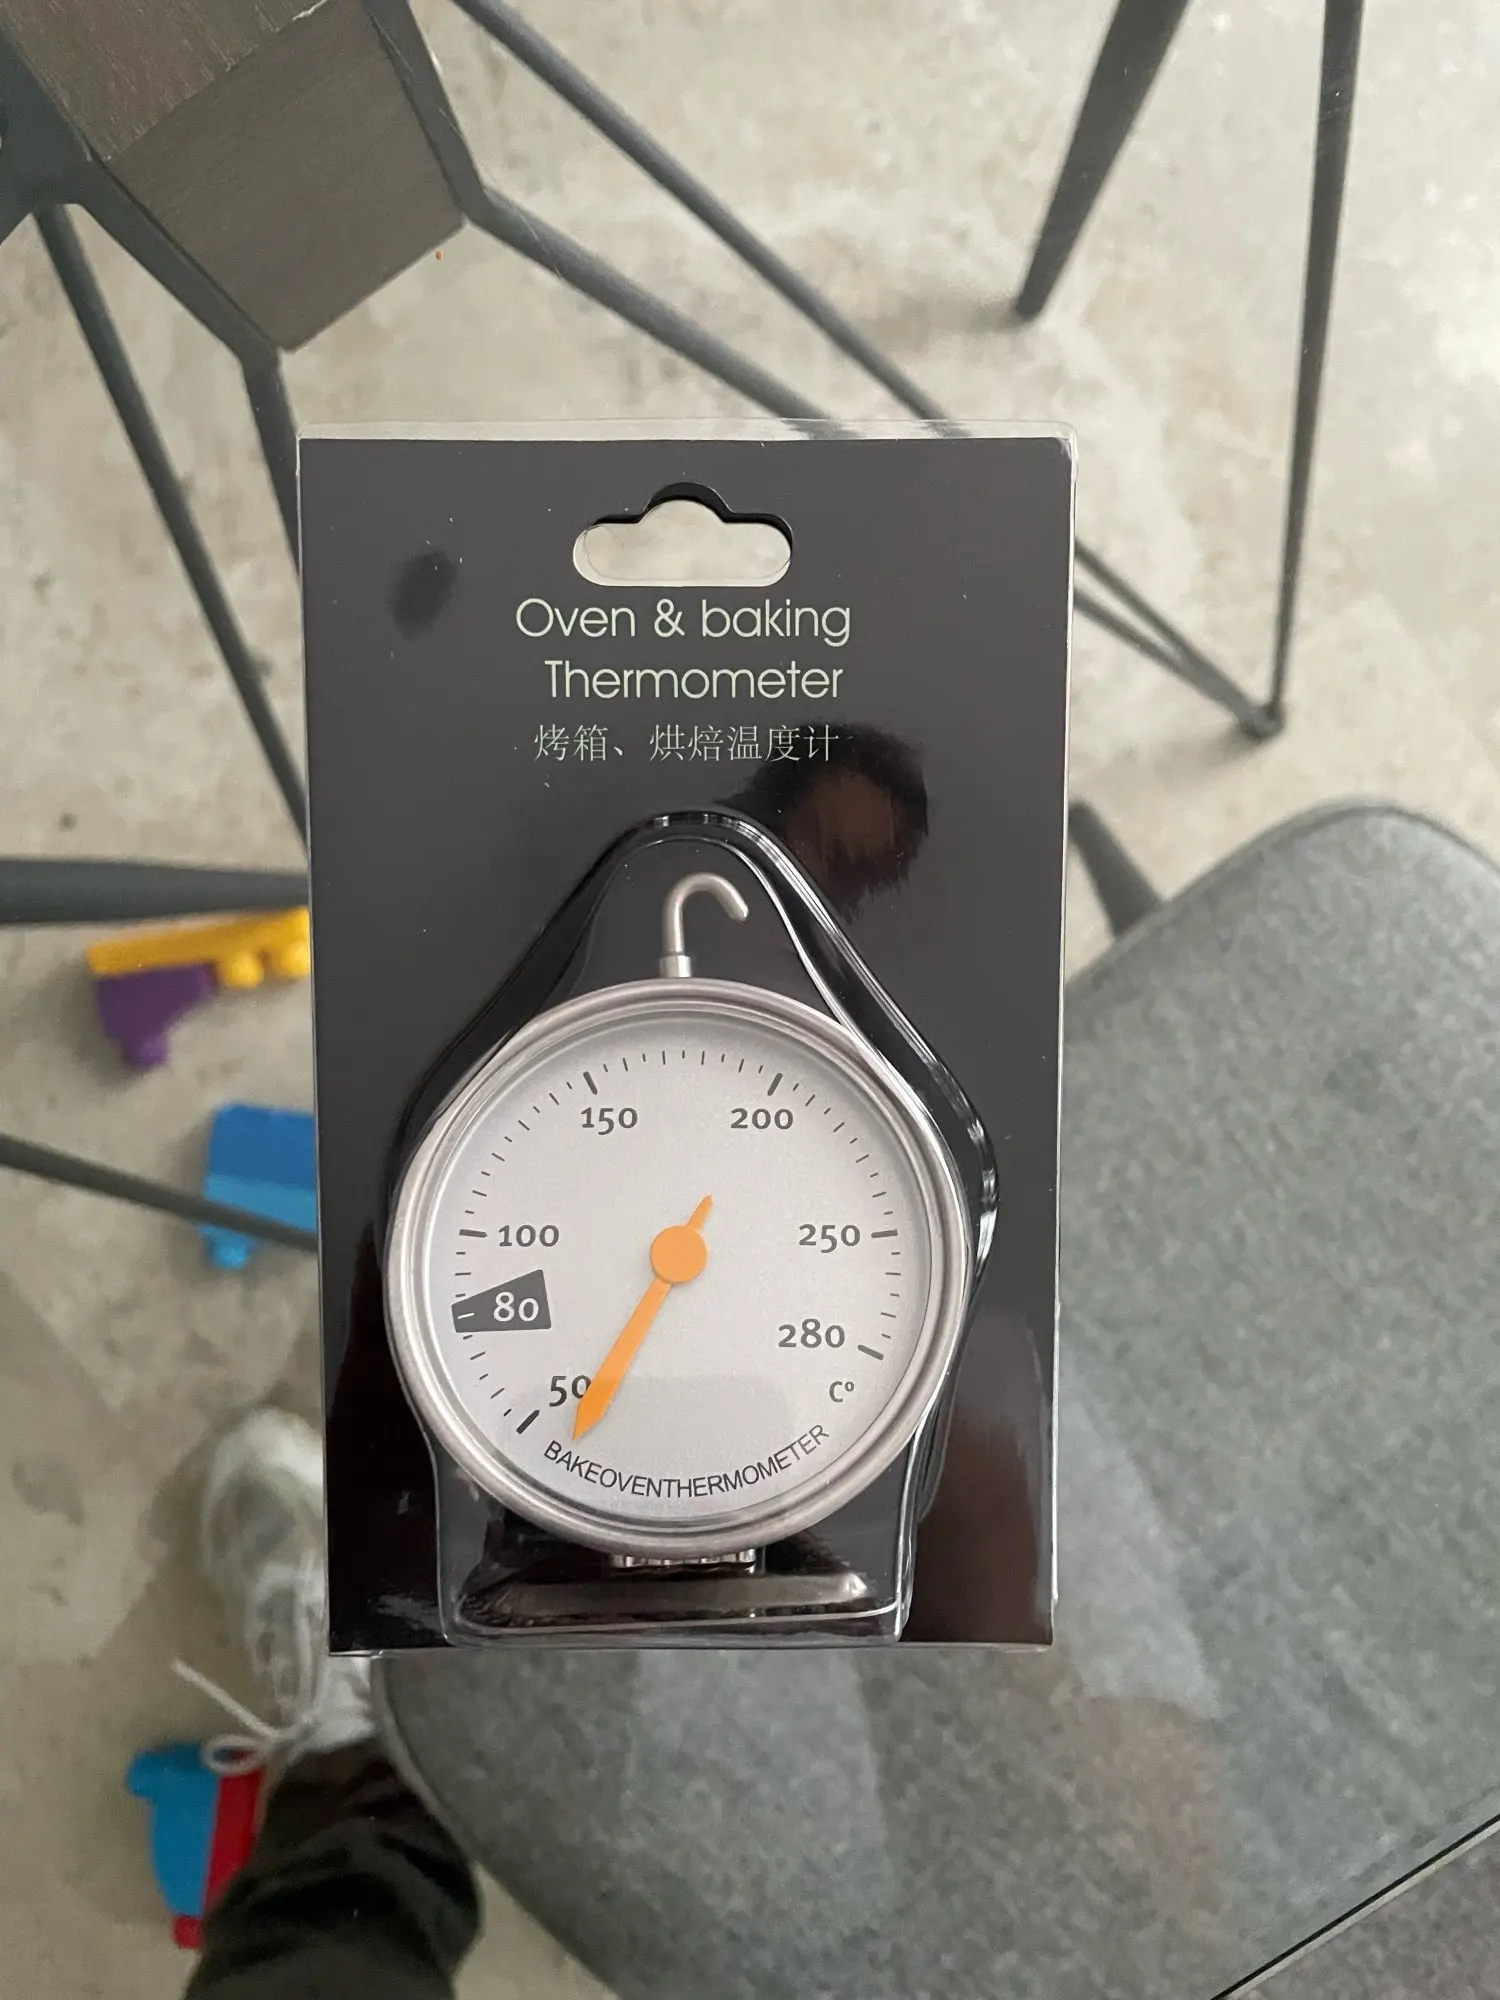 Oven & baking
Thermometer
烤箱、烘焙温度计
150 200
100 250
80
280
50
C°
BAKEOVENTHERMOMETER